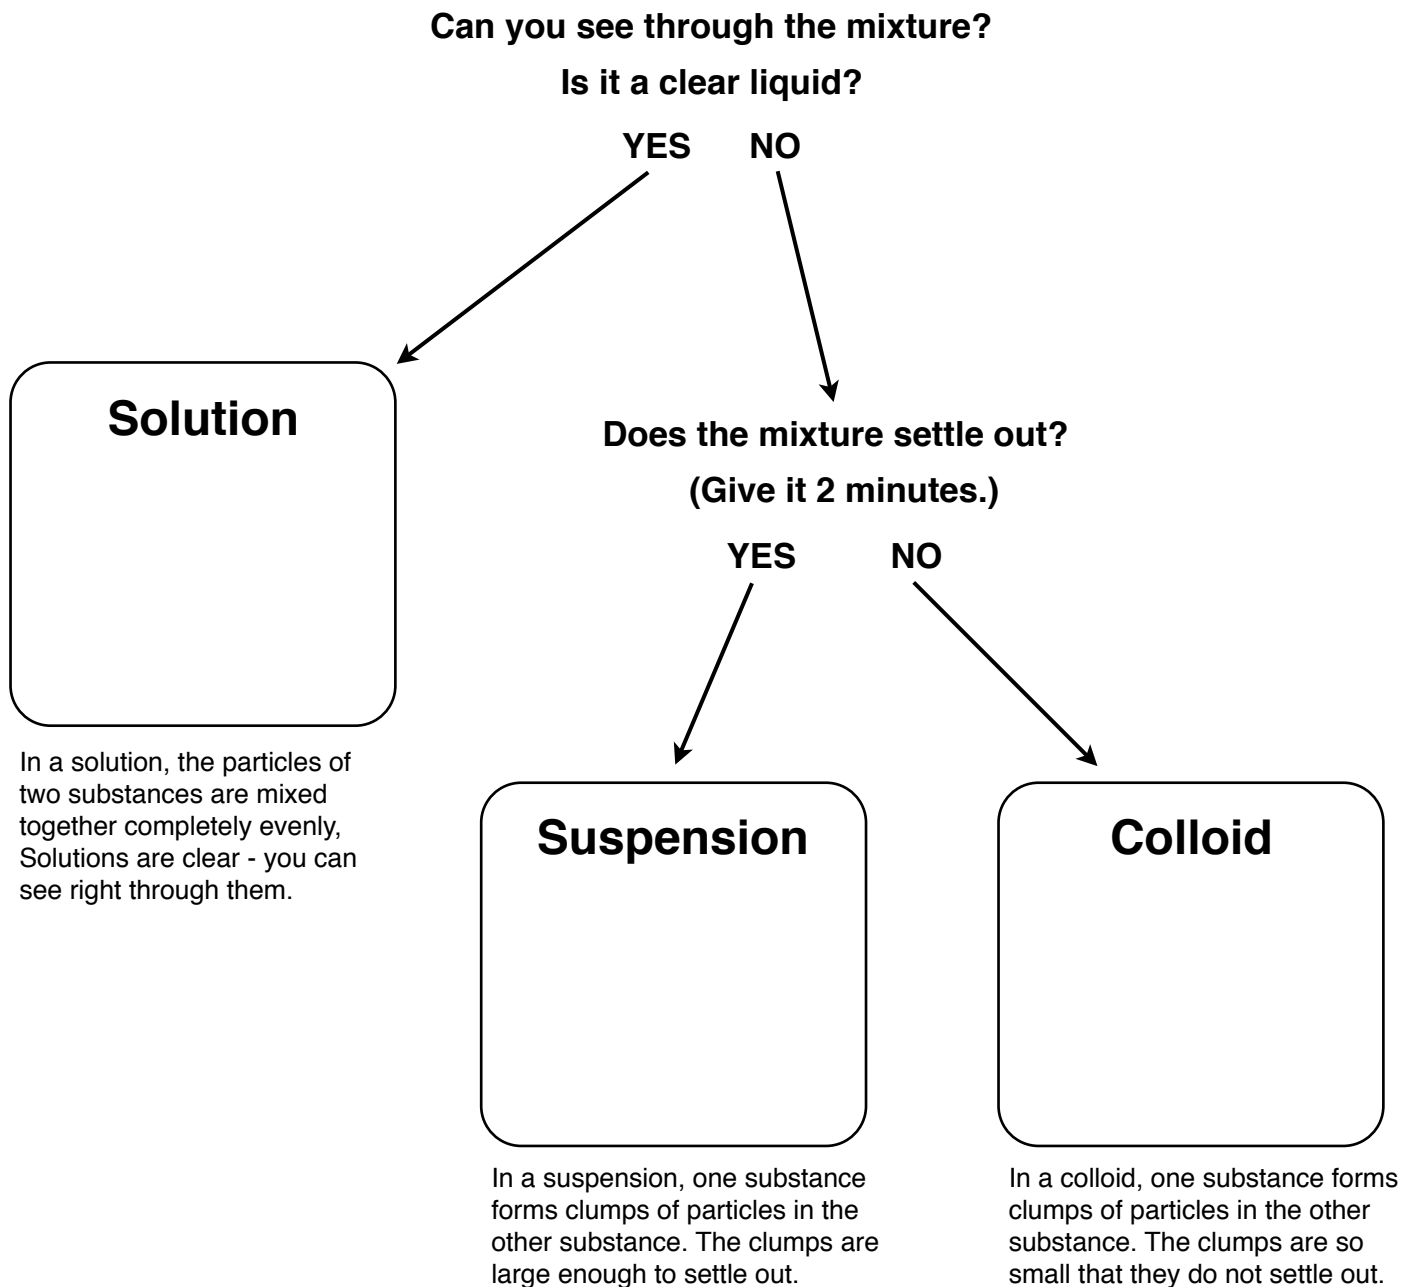 Can you see through the mixture?
Is it a clear liquid?
YES NO
Solution
In a solution, the particles of
two substances are mixed
together completely evenly,
Solutions are clear - you can
see right through them.
Does the mixture settle out?
(Give it 2 minutes.)
YES NO
Suspension
In a suspension, one substance
forms clumps of particles in the
other substance. The clumps are
large enough to settle out.
Colloid
In a colloid, one substance forms
clumps of particles in the other
substance. The clumps are so
small that they do not settle out.